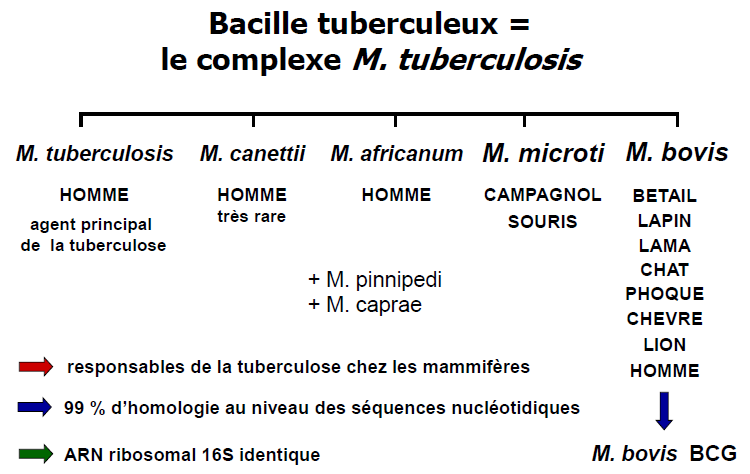 Bacille tuberculeux =
le complexe M. tuberculosis
M. tuberculosis
HOMME
agent principal
de la tuberculose
M. canettii
HOMME
très rare
M. africanum
HOMME
M. microti
CAMPAGNOL
SOURIS
M. bovis
BETAIL
LAPIN
LAMA
CHAT
PHOQUE
CHEVRE
LION
HOMME
M. bovis BCG
+ M. pinnipedi
+ M. caprae
responsables de la tuberculose chez les mammifères
99 % d'homologie au niveau des séquences nucléotidiques
ARN ribosomal 16S identique